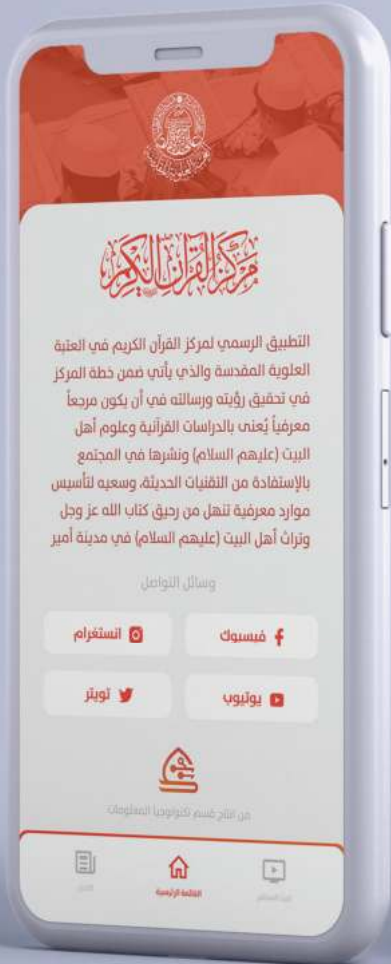 مركز القرآن الكريم
التطبيق الرسمي لمركز القرآن الكريم في العتبة
العلوية المقدسة والذي يأتي ضمن خطة المركز
في تحقيق رؤيته ورسالته في أن يكون مرجعاً
معرفياً يُعنى بالدراسات القرآنية وعلوم أهل
البيت (عليهم السلام) ونشرها في المجتمع
بالإستفادة من التقنيات الحديثة، وسعيه لتأسيس
موارد معرفية تنهل من رحيق كتاب الله عز وجل
وتراث أهل البيت (عليهم السلام) في مدينة أمير
وسائل التواصل
فيسبوك
انستغرام
يوتيوب
تويتر
من انتاج قسم تكنولوجيا المعلومات
القائمة الرئيسية